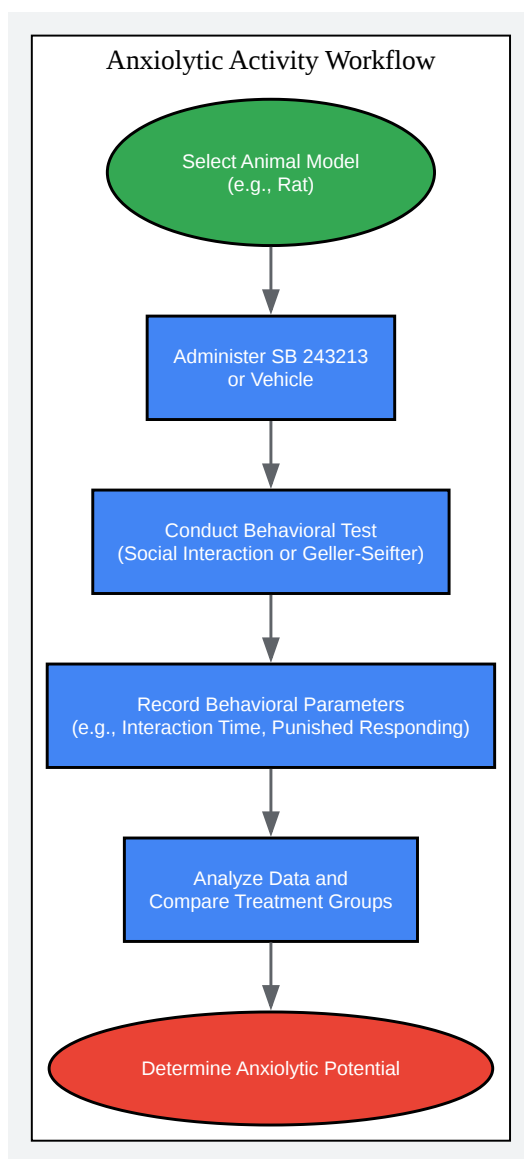 Anxiolytic Activity Workflow
Select Animal Model
(e.g., Rat)
Administer SB 243213
or Vehicle
Conduct Behavioral Test
(Social Interaction or Geller-Seifter)
Record Behavioral Parameters
(e.g., Interaction Time, Punished Responding)
Analyze Data and
Compare Treatment Groups
Determine Anxiolytic Potential